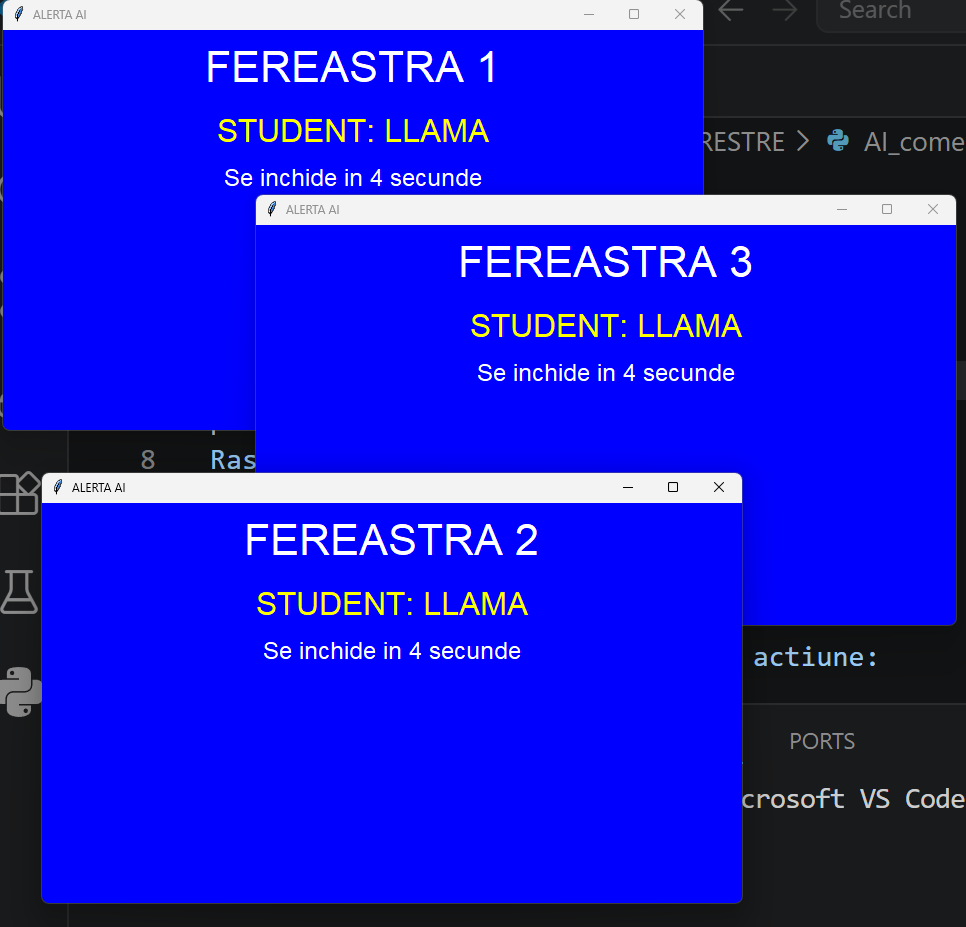 ALERTA AI
Search
FEREASTRA 1
STUDENT: LLAMA
RESTRE > AI_come
Se inchide in 4 secunde
ALERTA AI
FEREASTRA 3
STUDENT: LLAMA
Se inchide in 4 secunde
8 Ras
ALERTA AI
FEREASTRA 2
STUDENT: LLAMA
Se inchide in 4 secunde
actiune:
PORTS
crosoft VS Code